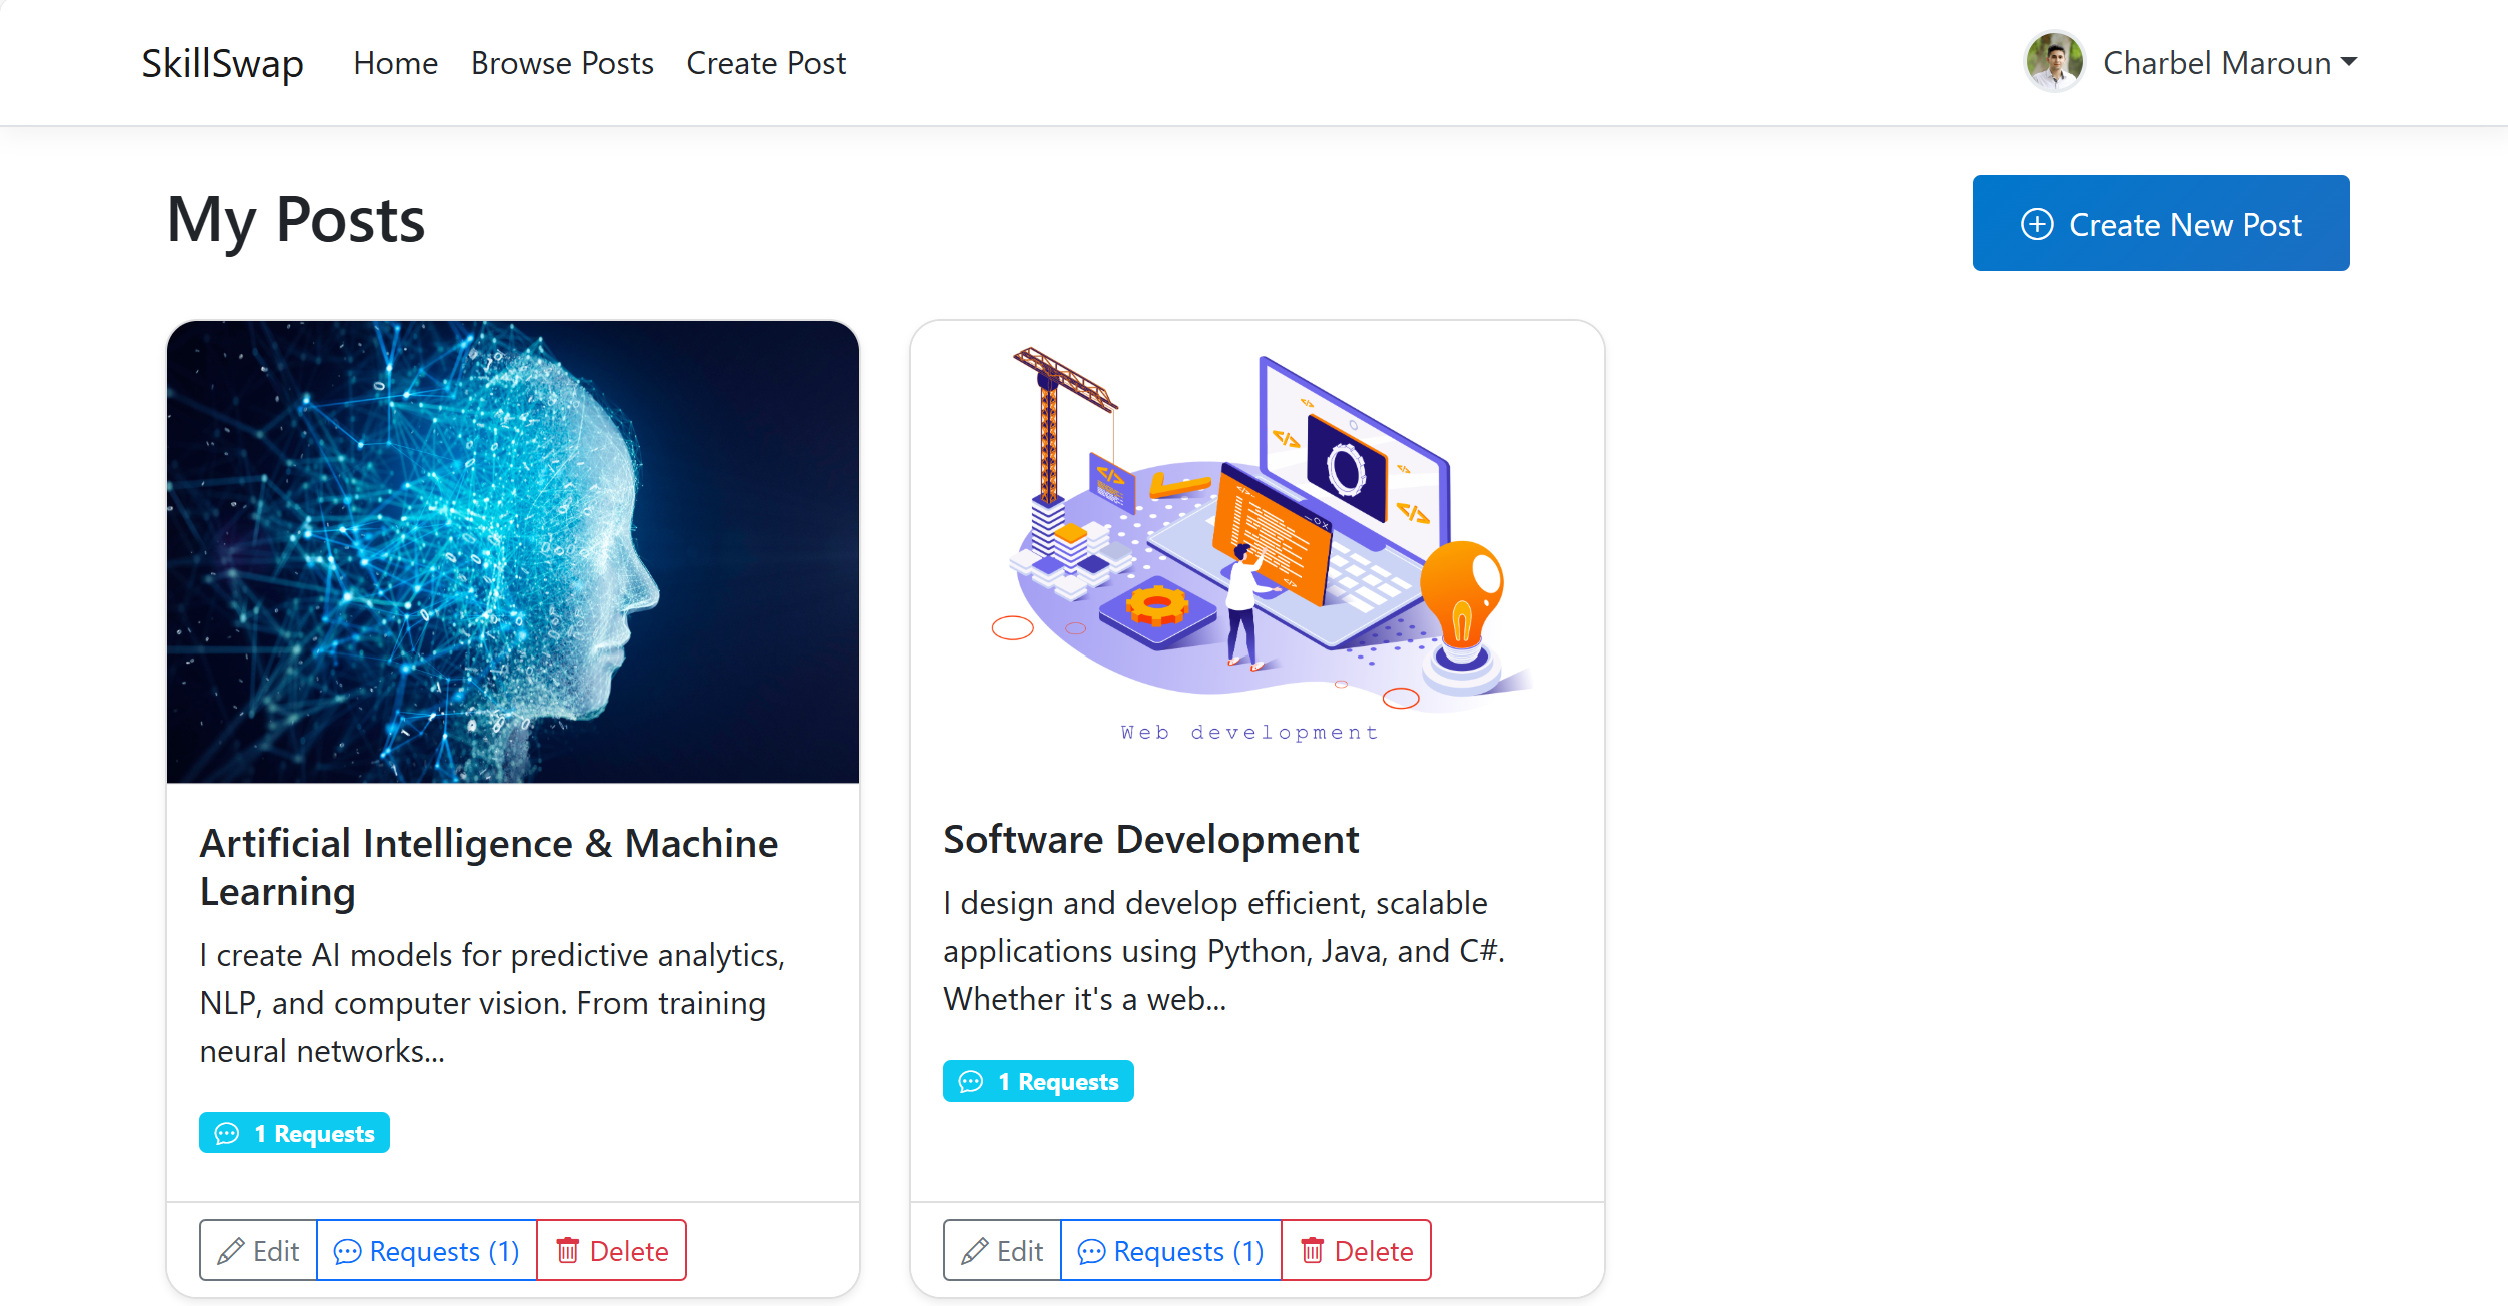 SkillSwap Home Browse Posts Create Post Charbel Maroun
My Posts
Create New Post
Web development
Artificial Intelligence & Machine
Learning
I create AI models for predictive analytics,
NLP, and computer vision. From training
neural networks...
1 Requests
Edit Requests (1) Delete
Software Development
I design and develop efficient, scalable
applications using Python, Java, and C#.
Whether it's a web...
1 Requests
Edit Requests (1) Delete